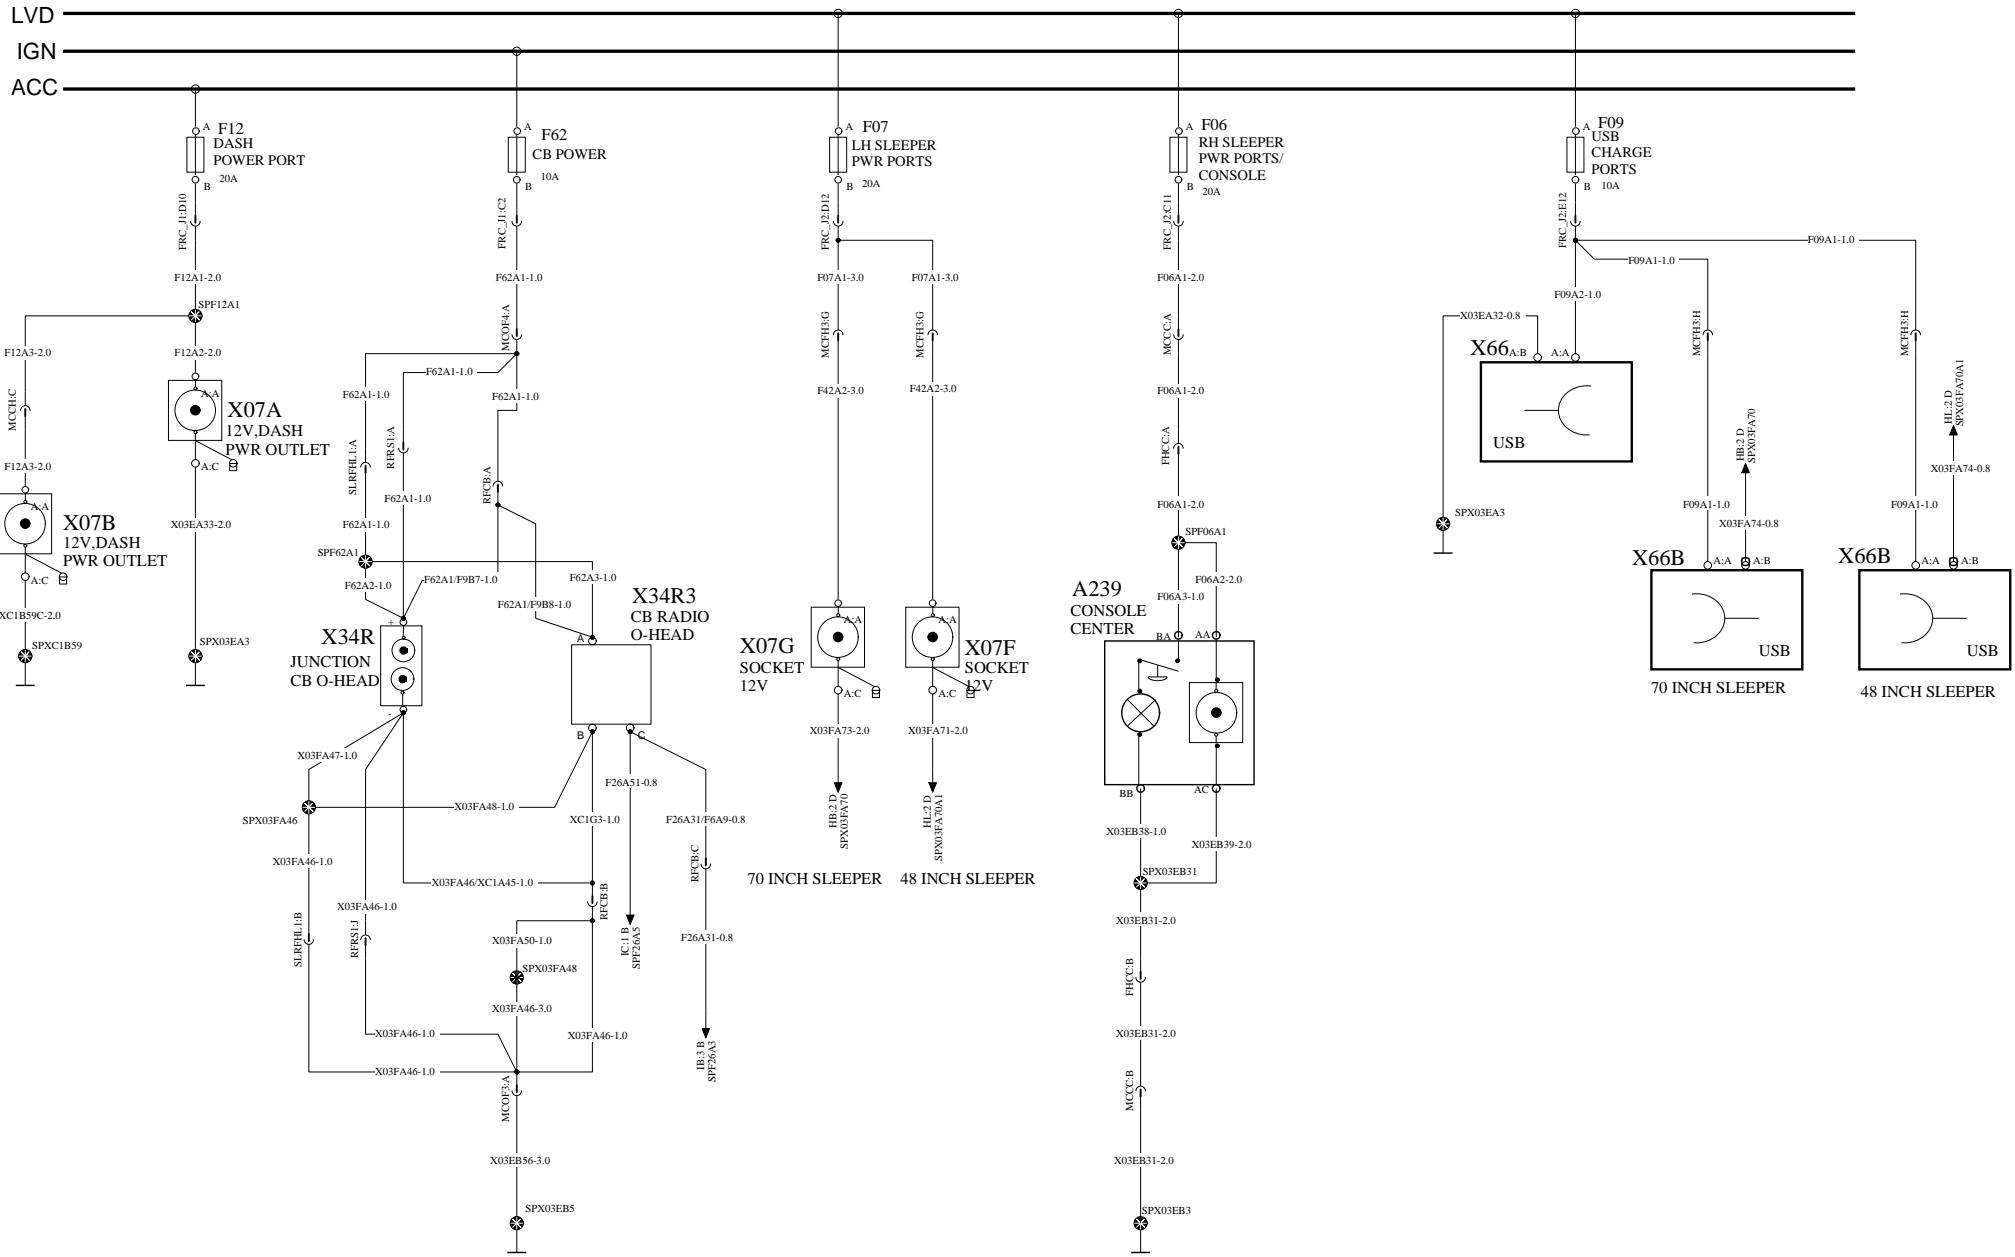 LVD
IGN
ACC
A F12
DASH
POWER PORT
20A
B
FRC_J1:D10
F12A1-2.0
SPF12A1
F12A3-2.0
F12A2-2.0
MCCH:C
A:A
X07A
12V,DASH
PWR OUTLET
A:C
F12A3-2.0
A:A
X07B
12V,DASH
PWR OUTLET
A:C
X03EA33-2.0
XC1B59C-2.0
SPXC1B59
SPX03EA3
A F62
CB POWER
10A
B
FRC_J1:C2
F62A1-1.0
MCOF4:A
F62A1-1.0
F62A1-1.0
F62A1-1.0
SLRFHL1:A
RFRS1:A
RFCB:A
F62A1-1.0
F62A1-1.0
SPF62A1
F62A2-1.0
F62A1/F9B7-1.0
F62A3-1.0
F62A1/F9B8-1.0
X34R
JUNCTION
CB O-HEAD
+
-
X34R3
CB RADIO
O-HEAD
A
B
C
X03FA47-1.0
F26A51-0.8
X03FA48-1.0
SPX03FA46
XC1G3-1.0
F26A31/F6A9-0.8
X03FA46-1.0
RFCB:C
X03FA46/XC1A45-1.0
RFCB:B
X03FA46-1.0
SLRFHL1:B
RFRS1:J
X03FA50-1.0
IC:1 B
SPF26A5
F26A31-0.8
SPX03FA48
X03FA46-3.0
X03FA46-1.0
X03FA46-1.0
X03FA46-1.0
IB:3 B
SPF26A3
MCOF3:A
X03EB56-3.0
SPX03EB5
A F07
LH SLEEPER
PWR PORTS
B 20A
FRC_J2:D12
F07A1-3.0
F07A1-3.0
MCFH3:G
MCFH3:G
F42A2-3.0
F42A2-3.0
A:A
A:A
X07G
SOCKET
12V
X07F
SOCKET
12V
A:C
A:C
X03FA73-2.0
X03FA71-2.0
HB:2 D
SPX03FA70
HL:2 D
SPX03FA70A1
70 INCH SLEEPER
48 INCH SLEEPER
A F06
RH SLEEPER
PWR PORTS/
CONSOLE
B 20A
FRC_J2:C11
F06A1-2.0
MCCC:A
F06A1-2.0
FHCC:A
F06A1-2.0
SPF06A1
F06A2-2.0
F06A3-1.0
A239
CONSOLE
CENTER
BA
AA
BB
AC
X03EB38-1.0
X03EB39-2.0
SPX03EB31
X03EB31-2.0
FHCC:B
X03EB31-2.0
MCCC:B
X03EB31-2.0
SPX03EB3
A F09
USB
CHARGE
PORTS
B 10A
FRC_J2:E12
F09A1-1.0
F09A1-1.0
F09A2-1.0
X03EA32-0.8
X66
A:B
A:A
USB
SPX03EA3
MCFH3:H
MCFH3:H
HB:2 D
SPX03FA70
HL:2 D
SPX03FA70A1
X03FA74-0.8
F09A1-1.0
X03FA74-0.8
F09A1-1.0
X66B
A:A
A:B
USB
70 INCH SLEEPER
X66B
A:A
A:B
USB
48 INCH SLEEPER